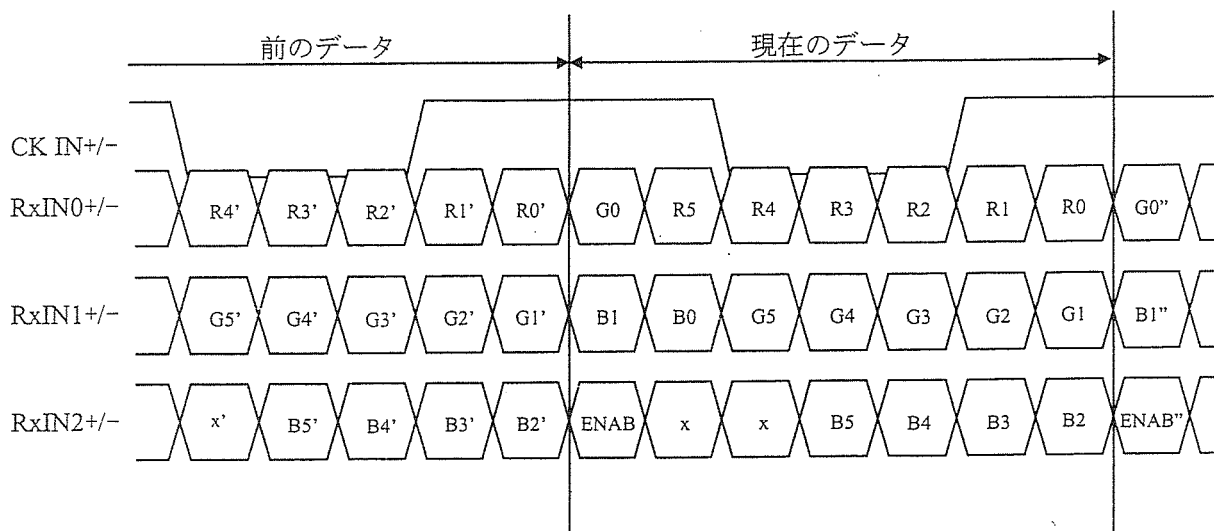 前のデータ 現在のデータ
CK IN+/−
RxIN0+/− R4' R3' R2' R1' R0' G0 R5 R4 R3 R2 R1 R0 G0"
RxIN1+/− G5' G4' G3' G2' G1' B1 B0 G5 G4 G3 G2 G1 B1"
RxIN2+/− x' B5' B4' B3' B2' ENAB x x B5 B4 B3 B2 ENAB"